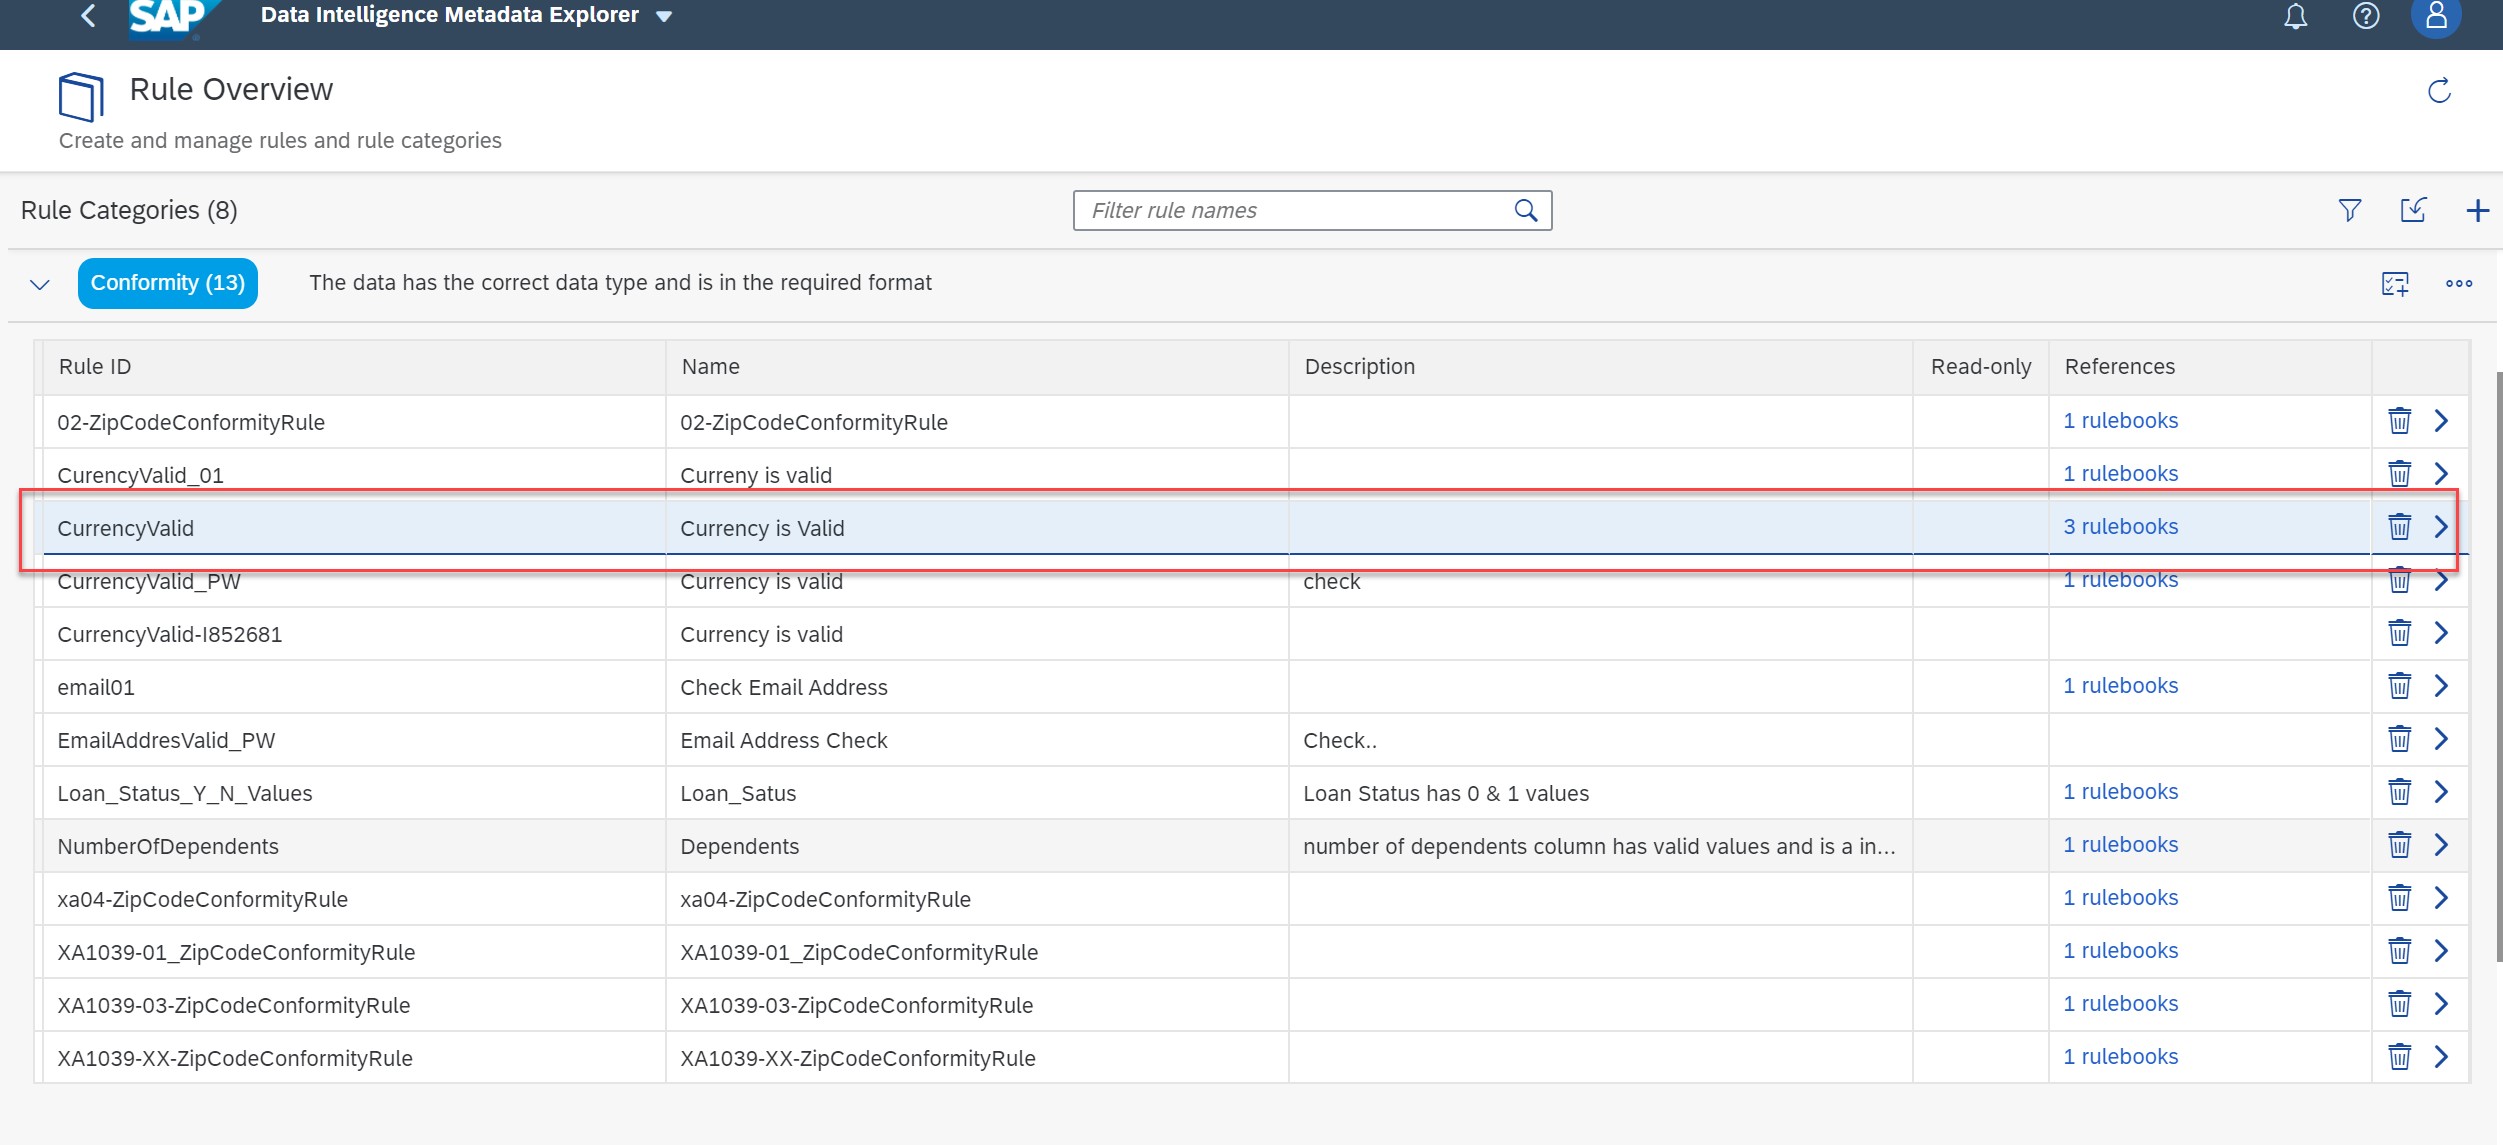 SAP Data Intelligence Metadata Explorer
Rule Overview
Create and manage rules and rule categories
Rule Categories (8) Filter rule names
Conformity (13) The data has the correct data type and is in the required format
Rule ID Name Description Read-only References
02-ZipCodeConformityRule 02-ZipCodeConformityRule 1 rulebooks
CurencyValid_01 Curreny is valid 1 rulebooks
CurrencyValid Currency is Valid 3 rulebooks
CurrencyValid_PW Currency is valid check 1 rulebooks
CurrencyValid-I852681 Currency is valid
email01 Check Email Address 1 rulebooks
EmailAddresValid_PW Email Address Check Check..
Loan_Status_Y_N_Values Loan_Satus Loan Status has 0 & 1 values 1 rulebooks
NumberOfDependents Dependents number of dependents column has valid values and is a in... 1 rulebooks
xa04-ZipCodeConformityRule xa04-ZipCodeConformityRule 1 rulebooks
XA1039-01_ZipCodeConformityRule XA1039-01_ZipCodeConformityRule 1 rulebooks
XA1039-03-ZipCodeConformityRule XA1039-03-ZipCodeConformityRule 1 rulebooks
XA1039-XX-ZipCodeConformityRule XA1039-XX-ZipCodeConformityRule 1 rulebooks